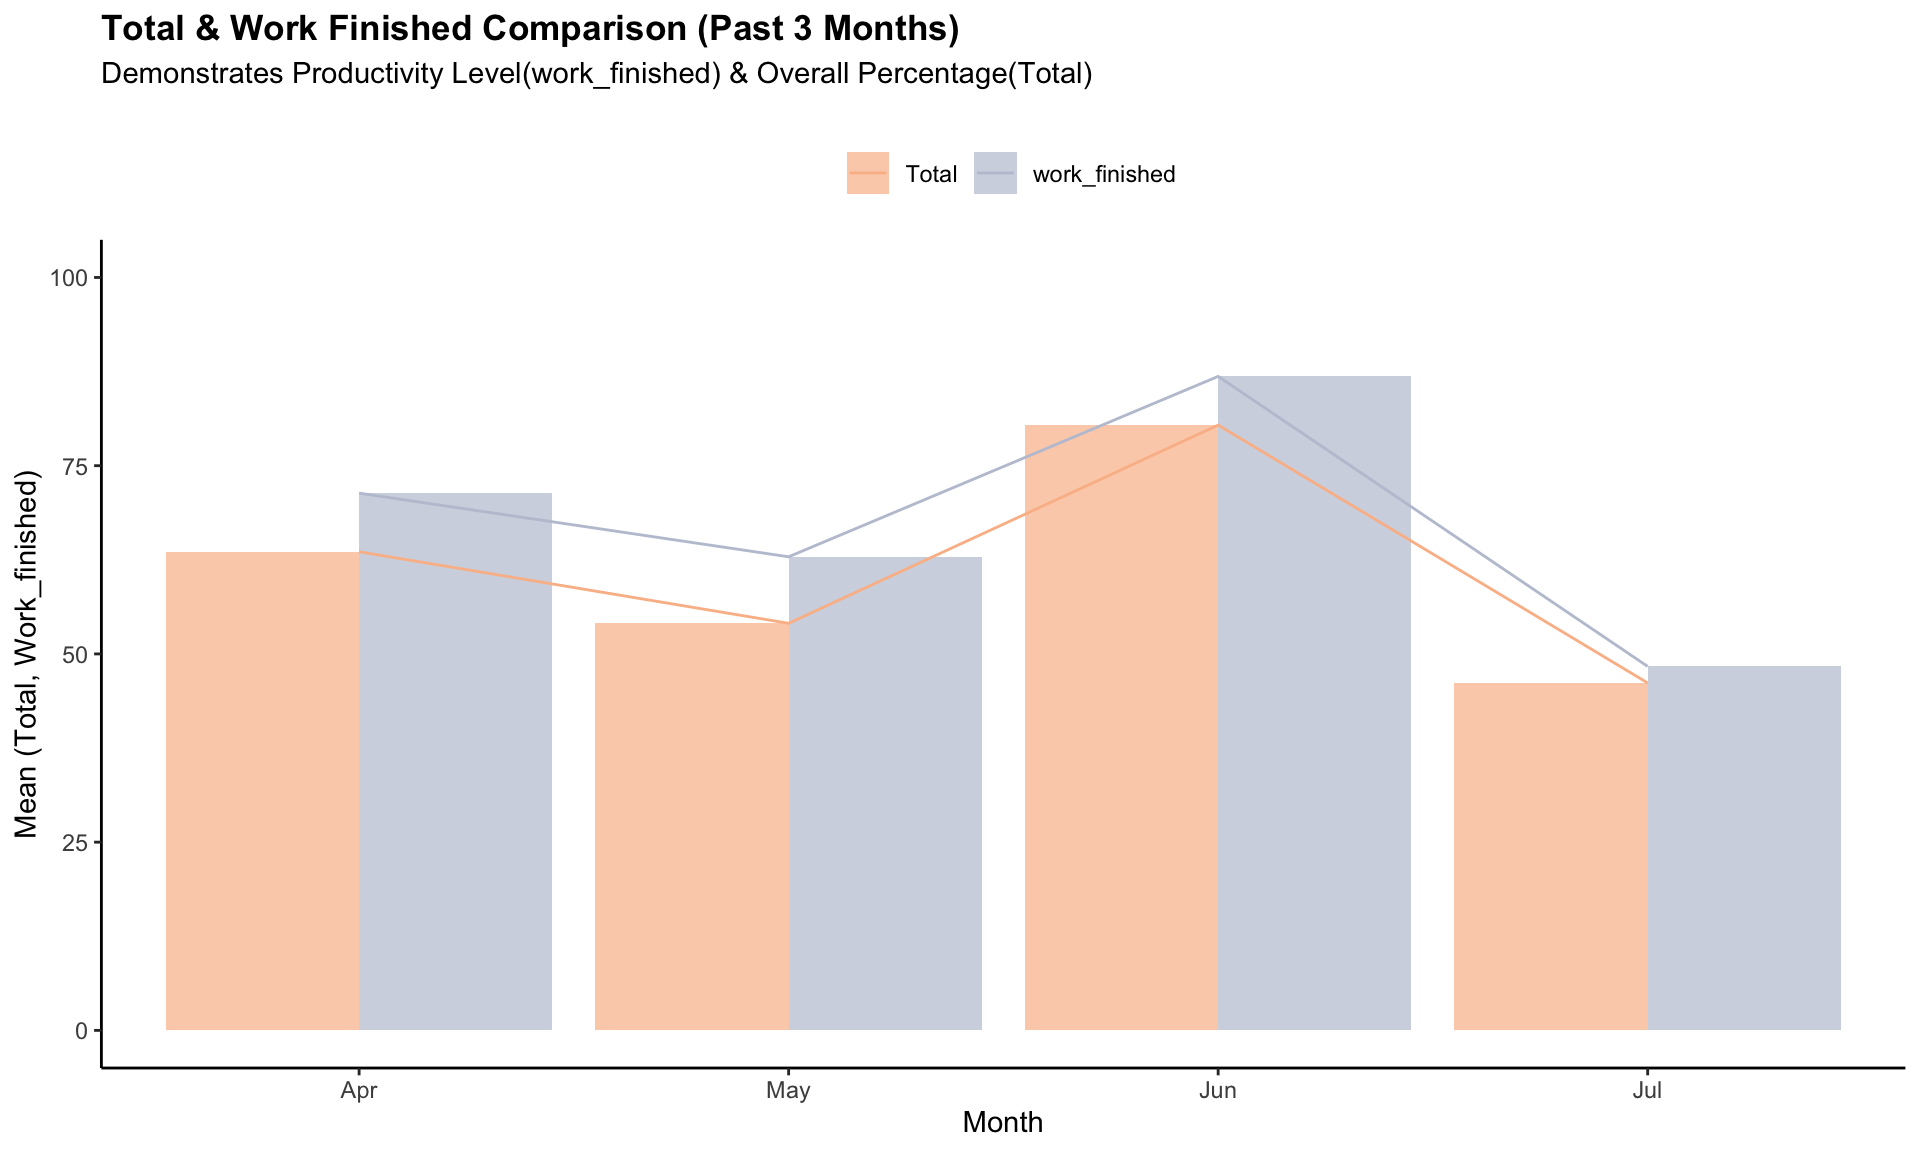 Total & Work Finished Comparison (Past 3 Months)
Demonstrates Productivity Level(work_finished) & Overall Percentage(Total)
Total work_finished
Mean (Total, Work_finished)
100
75
50
25
0
Apr May Jun Jul
Month